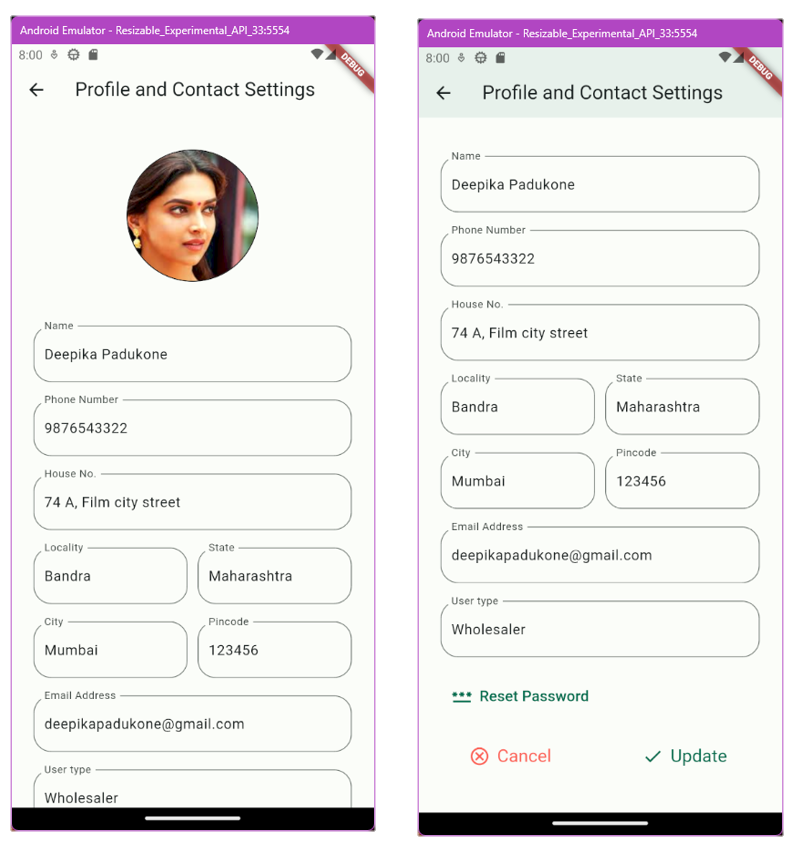 Android Emulator - Resizable_Experimental_API_33:5554
8:00
DEBUG
Profile and Contact Settings
Name
Deepika Padukone
Phone Number
9876543322
House No.
74 A, Film city street
Locality
State
Bandra
Maharashtra
City
Pincode
Mumbai
123456
Email Address
deepikapadukone@gmail.com
User type
Wholesaler
Android Emulator - Resizable_Experimental_API_33:5554
8:00
DEBUG
Profile and Contact Settings
Name
Deepika Padukone
Phone Number
9876543322
House No.
74 A, Film city street
Locality
State
Bandra
Maharashtra
City
Pincode
Mumbai
123456
Email Address
deepikapadukone@gmail.com
User type
Wholesaler
Reset Password
Cancel
Update